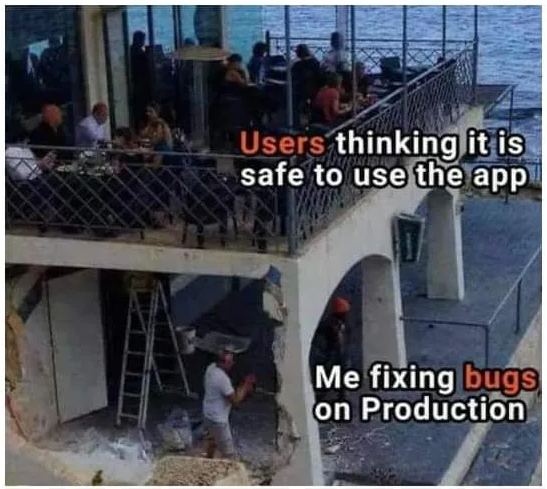 Users thinking it is
safe to use the app
Me fixing bugs
on Production